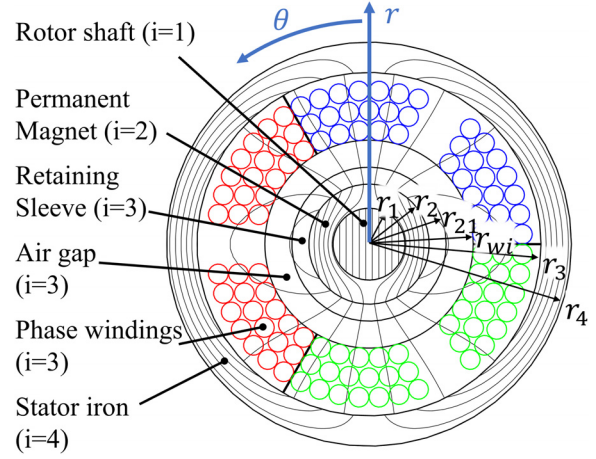 Rotor shaft (i=1)
θ
r
Permanent
Magnet (i=2)
Retaining
Sleeve (i=3)
Air gap
(i=3)
Phase windings
(i=3)
Stator iron
(i=4)
r₁
r₂
r₂₁
r_wi
r₃
r₄